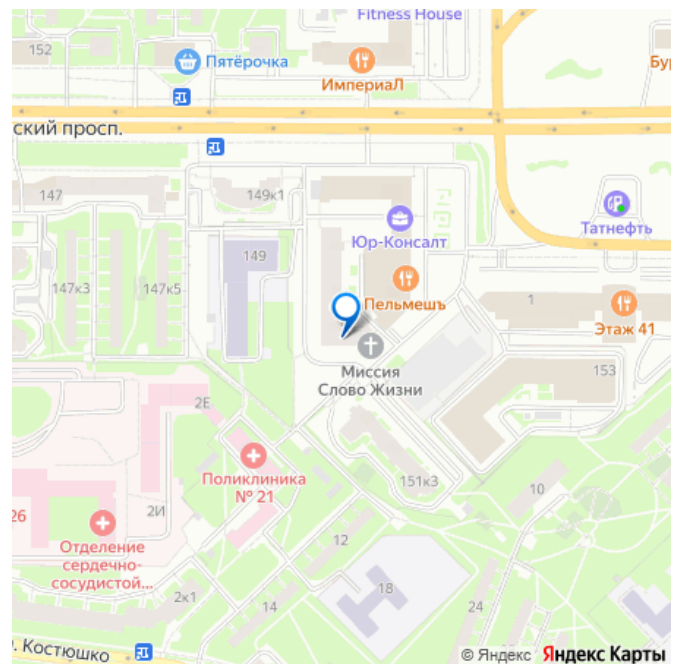 Fitness House
152
Пятёрочка
ИмпериаЛ
Бу
ский просп.
147
149к1
Татнефть
Юр-Консалт
149
147к3
147к5
Пельмешъ
1
Этаж 41
Миссия
Слово Жизни
153
2Е
Поликлиника
№ 21
151к3
10
26
2И
Отделение
сердечно-
сосудистой...
12
18
2к1
14
24
. Костюшко
© Яндекс Яндекс Карты